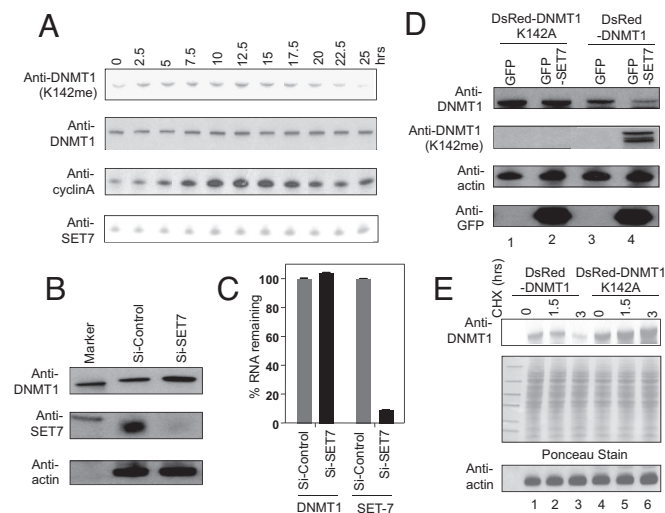 A
0 2.5 5 7.5 10 12.5 15 17.5 20 22.5 25 hrs
Anti-DNMT1
(K142me)
Anti-
DNMT1
Anti-
cyclinA
Anti-
SET7
B
Marker Si-Control Si-SET7
Anti-
DNMT1
Anti-
SET7
Anti-
actin
C
% RNA remaining
100
80
60
40
20
0
Si-Control Si-SET7 Si-Control Si-SET7
DNMT1 SET-7
D
DsRed-DNMT1
K142A
DsRed
-DNMT1
GFP GFP
-SET7 GFP GFP
-SET7
Anti-
DNMT1
Anti-DNMT1
(K142me)
Anti-
actin
Anti-
GFP
1 2 3 4
E
CHX (hrs)
DsRed
-DNMT1
DsRed-DNMT1
K142A
0 1.5 3 0 1.5 3
Anti-
DNMT1
Ponceau Stain
Anti-
actin
1 2 3 4 5 6